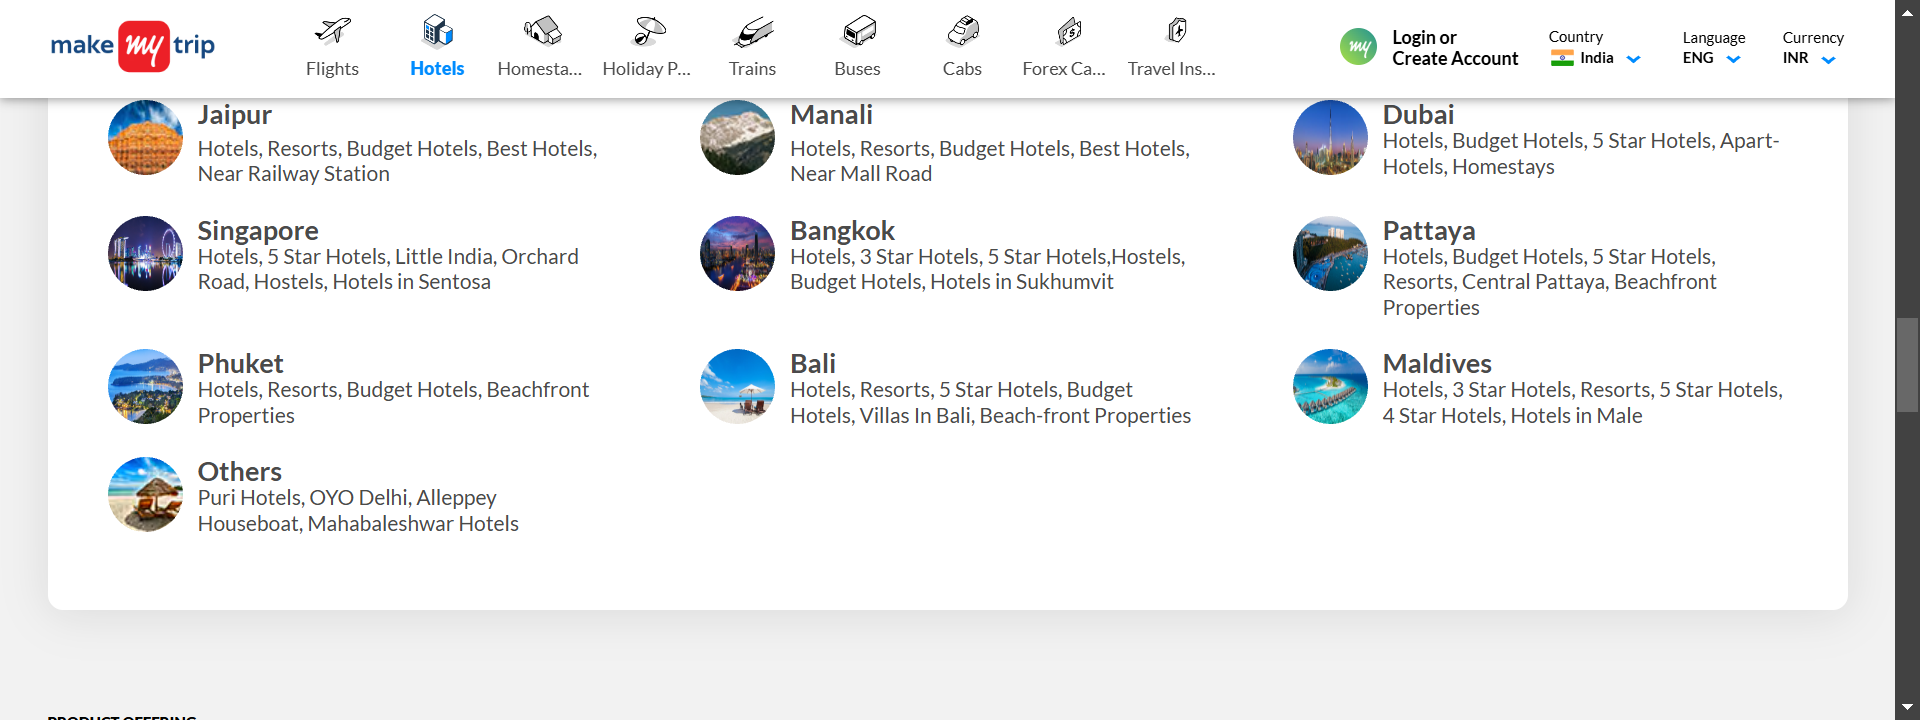 make my trip
Flights
Hotels
Homesta...
Holiday P...
Trains
Buses
Cabs
Forex Ca...
Travel Ins...
my
Login or
Create Account
Country
India
Language
ENG
Currency
INR
Jaipur
Hotels, Resorts, Budget Hotels, Best Hotels,
Near Railway Station
Manali
Hotels, Resorts, Budget Hotels, Best Hotels,
Near Mall Road
Dubai
Hotels, Budget Hotels, 5 Star Hotels, Apart-
Hotels, Homestays
Singapore
Hotels, 5 Star Hotels, Little India, Orchard
Road, Hostels, Hotels in Sentosa
Bangkok
Hotels, 3 Star Hotels, 5 Star Hotels,Hostels,
Budget Hotels, Hotels in Sukhumvit
Pattaya
Hotels, Budget Hotels, 5 Star Hotels,
Resorts, Central Pattaya, Beachfront
Properties
Phuket
Hotels, Resorts, Budget Hotels, Beachfront
Properties
Bali
Hotels, Resorts, 5 Star Hotels, Budget
Hotels, Villas In Bali, Beach-front Properties
Maldives
Hotels, 3 Star Hotels, Resorts, 5 Star Hotels,
4 Star Hotels, Hotels in Male
Others
Puri Hotels, OYO Delhi, Alleppey
Houseboat, Mahabaleshwar Hotels
PRODUCT OFFERING